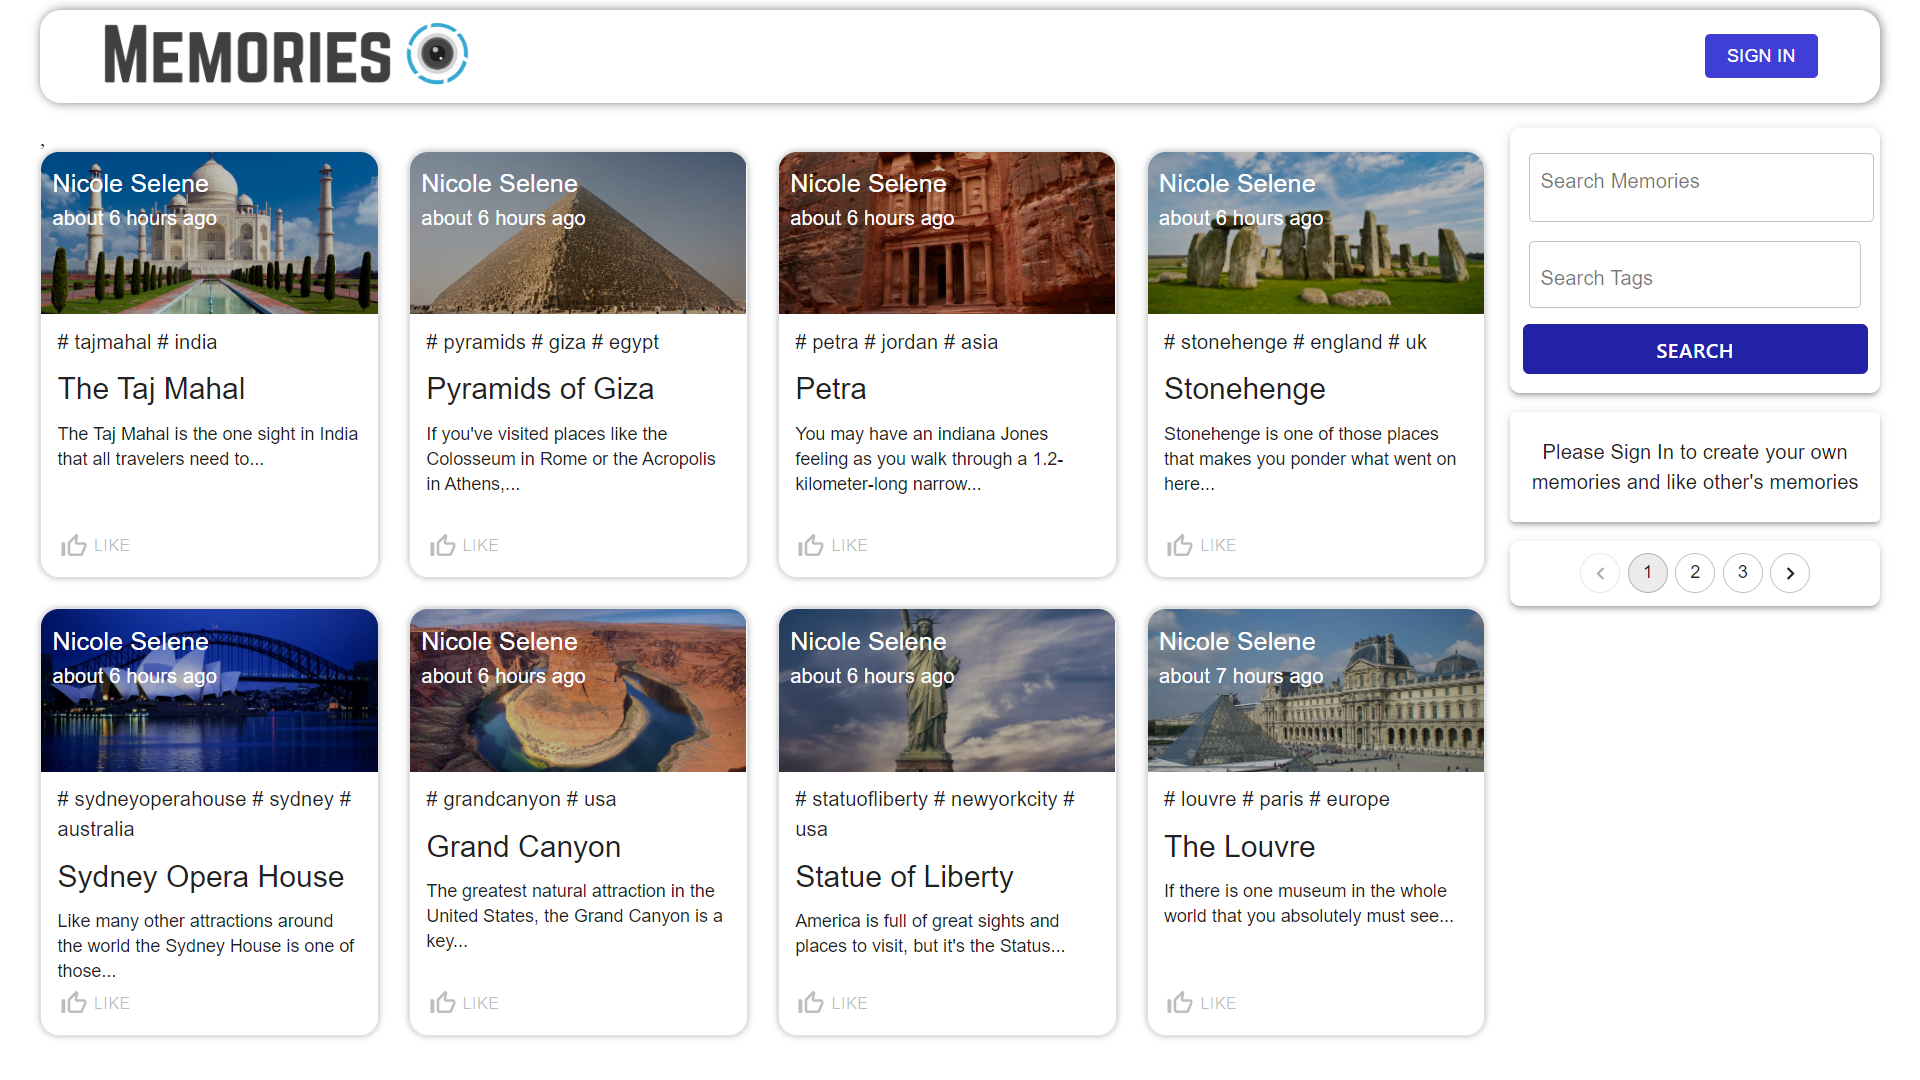 MEMORIES
SIGN IN
,
Nicole Selene
about 6 hours ago
# tajmahal # india
The Taj Mahal
The Taj Mahal is the one sight in India
that all travelers need to...
LIKE
Nicole Selene
about 6 hours ago
# pyramids # giza # egypt
Pyramids of Giza
If you've visited places like the
Colosseum in Rome or the Acropolis
in Athens,...
LIKE
Nicole Selene
about 6 hours ago
# petra # jordan # asia
Petra
You may have an indiana Jones
feeling as you walk through a 1.2-
kilometer-long narrow...
LIKE
Nicole Selene
about 6 hours ago
# stonehenge # england # uk
Stonehenge
Stonehenge is one of those places
that makes you ponder what went on
here...
LIKE
Nicole Selene
about 6 hours ago
# sydneyoperahouse # sydney #
australia
Sydney Opera House
Like many other attractions around
the world the Sydney House is one of
those...
LIKE
Nicole Selene
about 6 hours ago
# grandcanyon # usa
Grand Canyon
The greatest natural attraction in the
United States, the Grand Canyon is a
key...
LIKE
Nicole Selene
about 6 hours ago
# statuofliberty # newyorkcity #
usa
Statue of Liberty
America is full of great sights and
places to visit, but it's the Status...
LIKE
Nicole Selene
about 7 hours ago
# louvre # paris # europe
The Louvre
If there is one museum in the whole
world that you absolutely must see...
LIKE
Search Memories
Search Tags
SEARCH
Please Sign In to create your own
memories and like other's memories
1 2 3